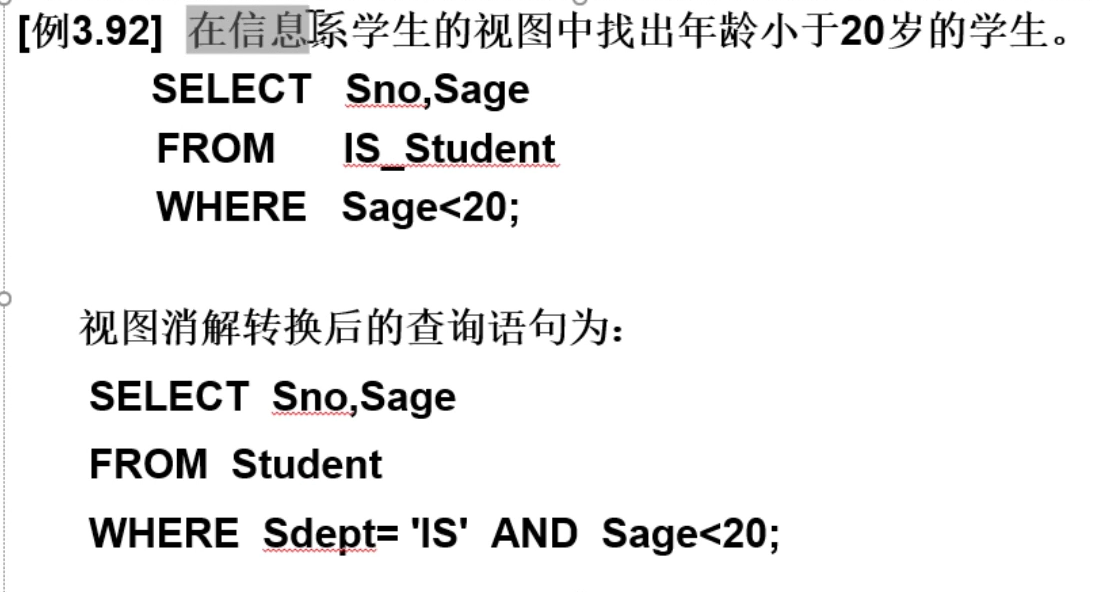 [例3.92] 在信息系学生的视图中找出年龄小于20岁的学生。
SELECT Sno,Sage
FROM IS_Student
WHERE Sage<20;
视图消解转换后的查询语句为：
SELECT Sno,Sage
FROM Student
WHERE Sdept= 'IS' AND Sage<20;